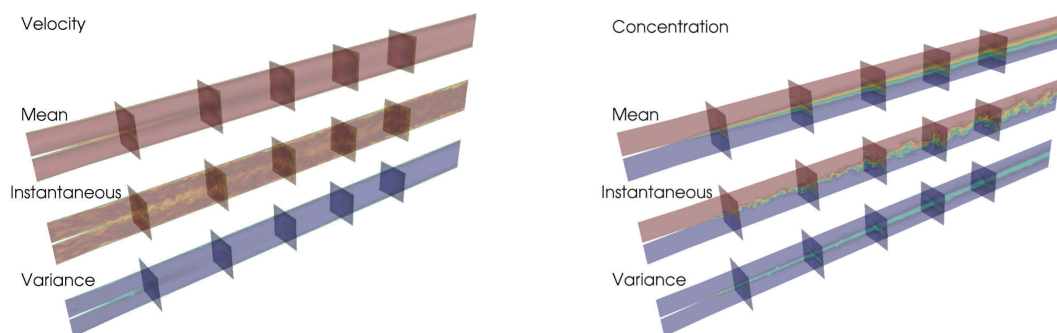 Velocity
Mean
Instantaneous
Variance
Concentration
Mean
Instantaneous
Variance